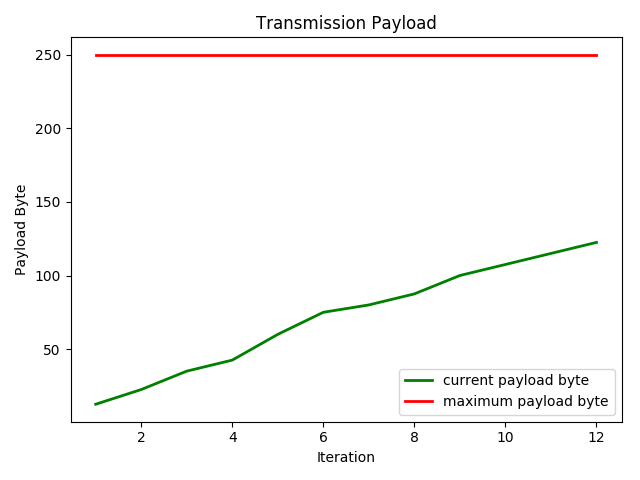 Transmission Payload
Payload Byte
250
200
150
100
50
2 4 6 8 10 12
Iteration
current payload byte
maximum payload byte